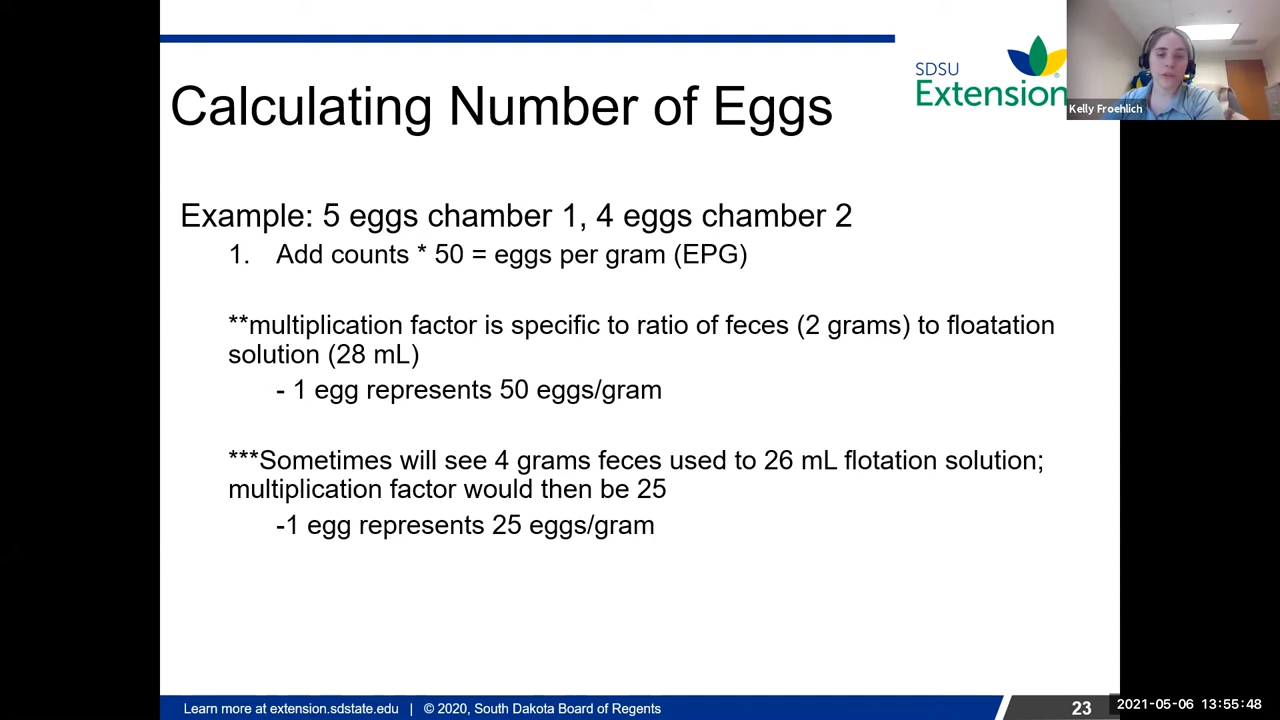 SDSU
Extension
Kelly Froehlich
Calculating Number of Eggs
Example: 5 eggs chamber 1, 4 eggs chamber 2
1. Add counts * 50 = eggs per gram (EPG)
**multiplication factor is specific to ratio of feces (2 grams) to floatation
solution (28 mL)
- 1 egg represents 50 eggs/gram
***Sometimes will see 4 grams feces used to 26 mL flotation solution;
multiplication factor would then be 25
-1 egg represents 25 eggs/gram
Learn more at extension.sdstate.edu | © 2020, South Dakota Board of Regents
23
2021-05-06 13:55:48